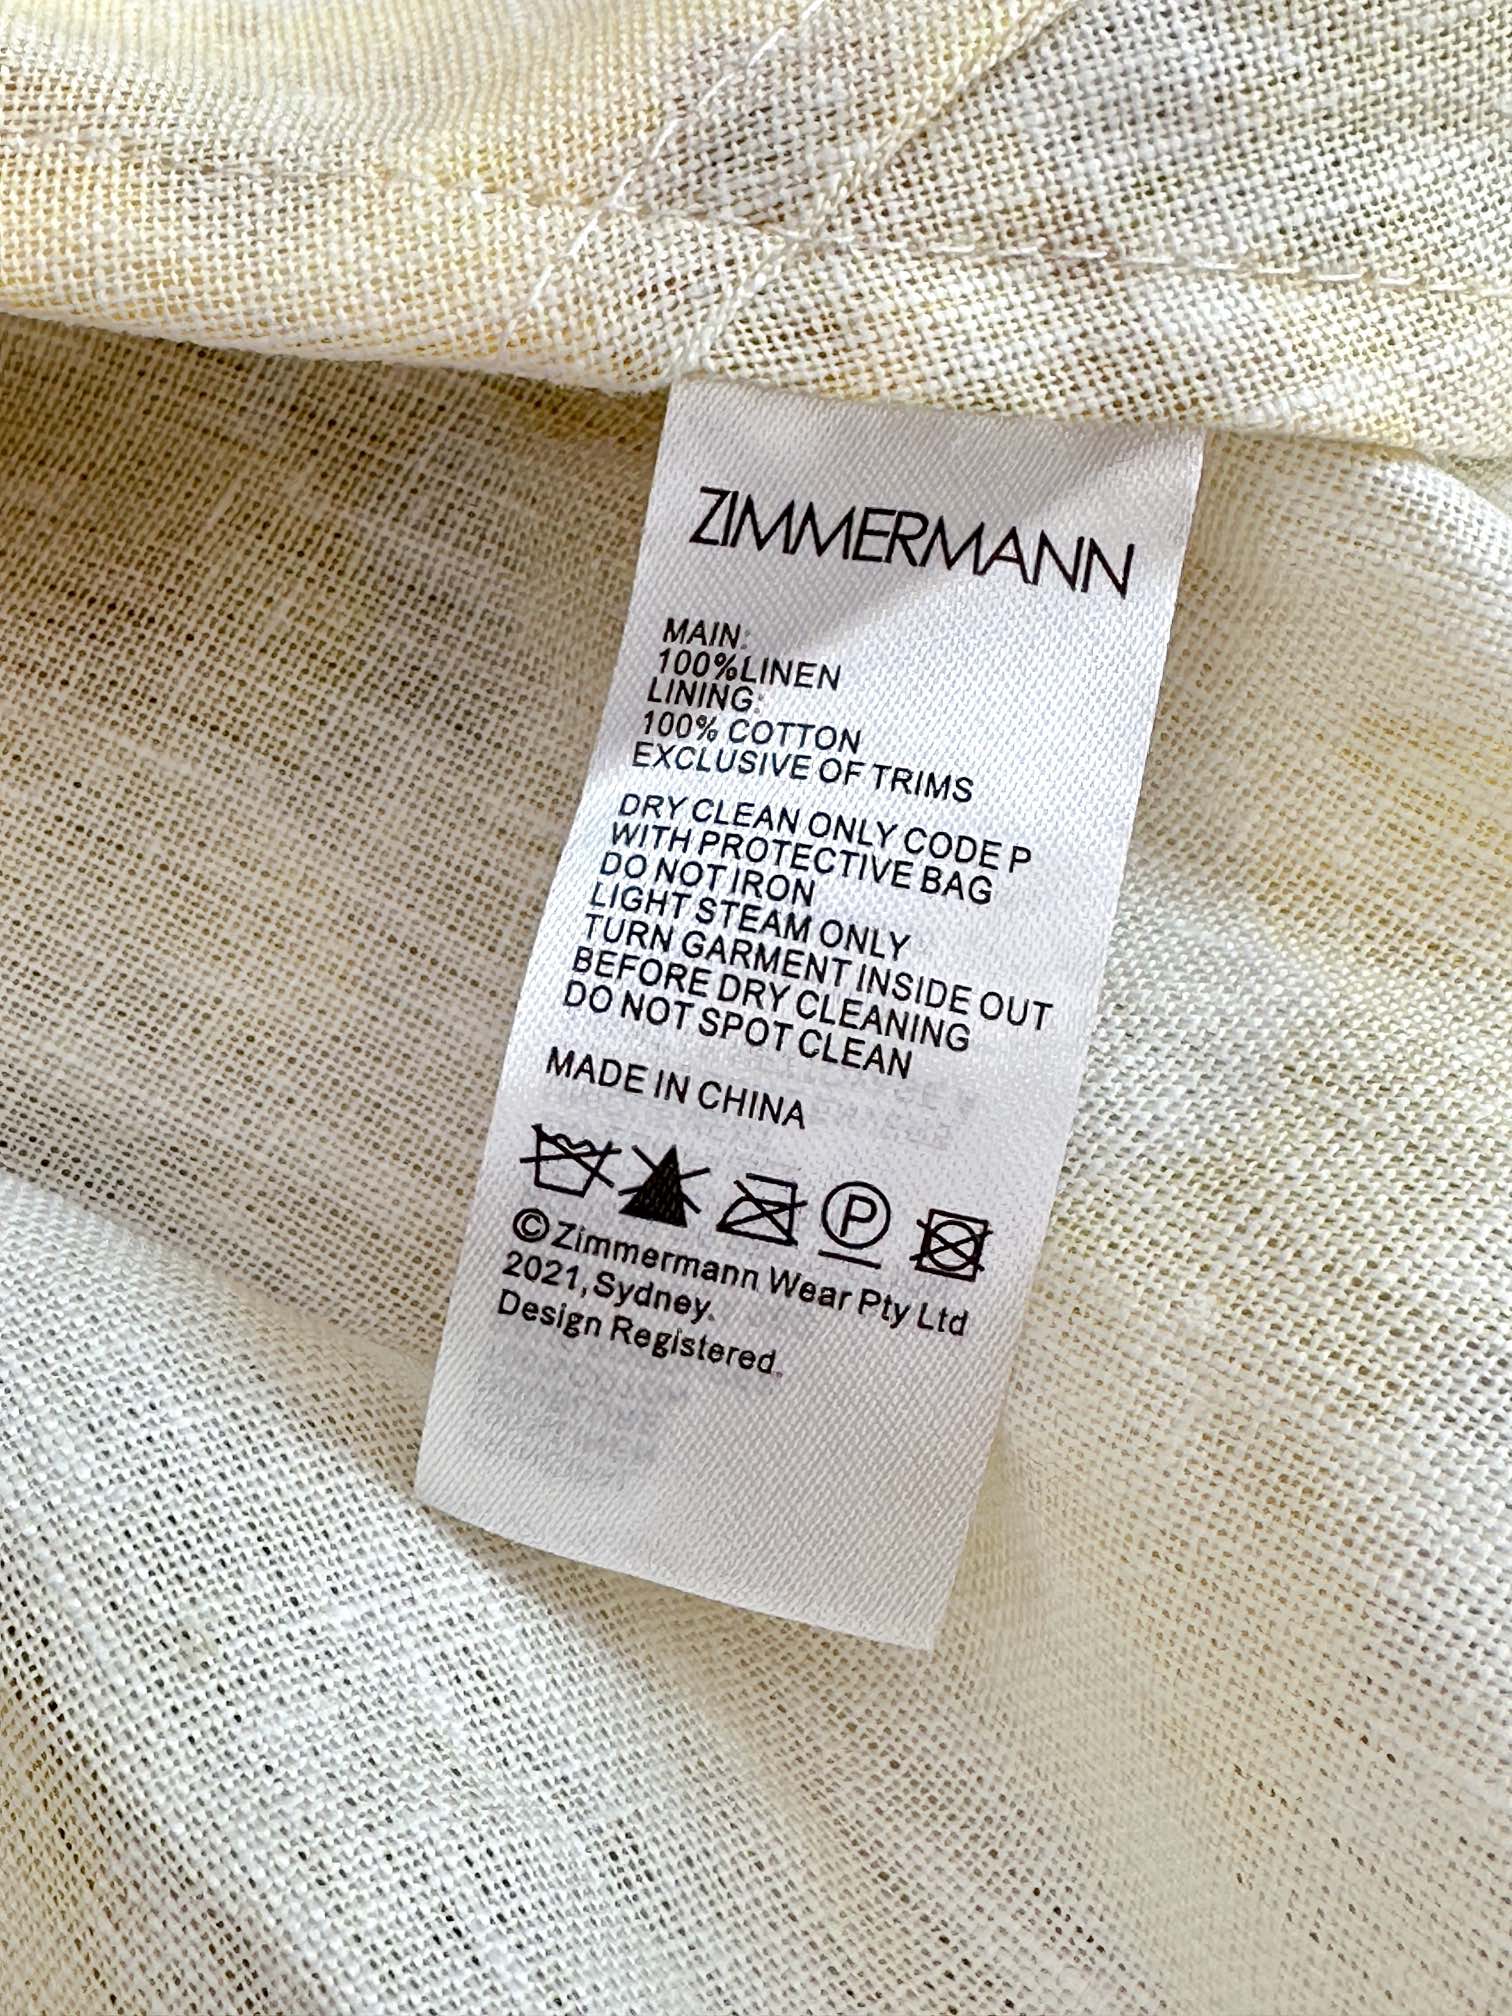 ZIMMERMANN
MAIN:
100%LINEN
LINING:
100% COTTON
EXCLUSIVE OF TRIMS
DRY CLEAN ONLY CODE P
WITH PROTECTIVE BAG
DO NOT IRON
LIGHT STEAM ONLY
TURN GARMENT INSIDE OUT
BEFORE DRY CLEANING
DO NOT SPOT CLEAN
MADE IN CHINA
P
©Zimmermann Wear Pty Ltd
2021,Sydney.
Design Registered.